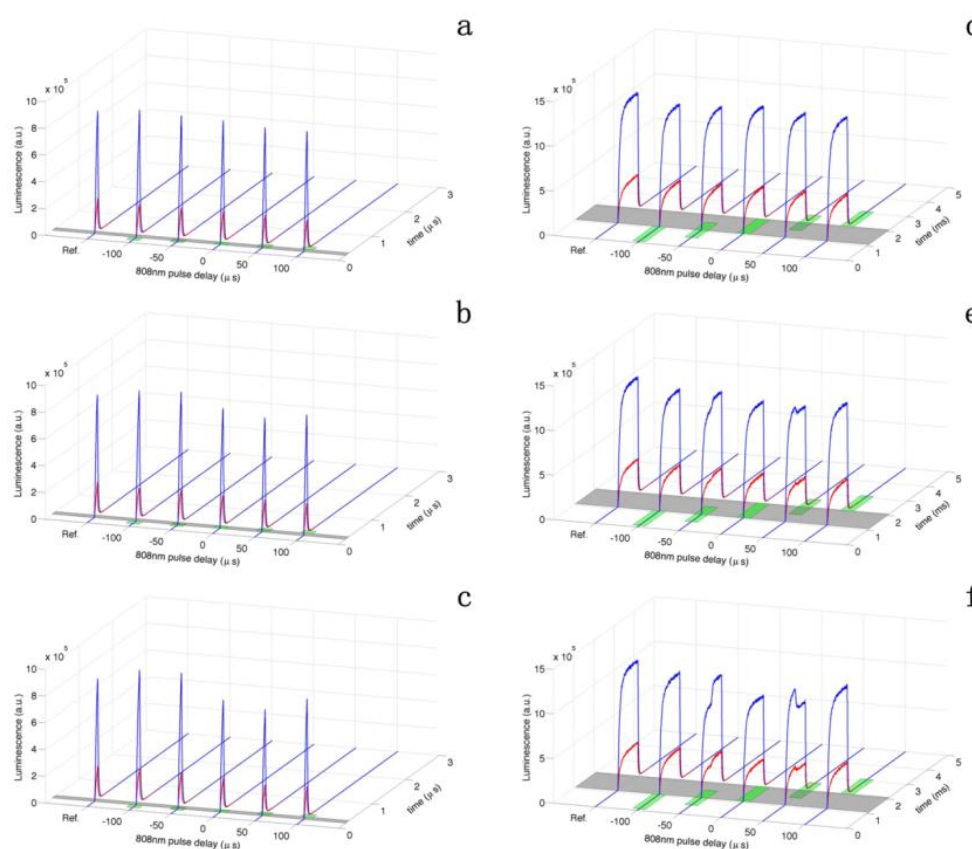 a
x 10 5
10
8
6
4
2
0
Luminescence (a.u.)
Ref.
-100
-50
0
50
100
808nm pulse delay (μ s)
0
1
2
3
time (μ s)
d
x 10 5
15
10
5
0
Luminescence (a.u.)
Ref.
-100
-50
0
50
100
808nm pulse delay (μ s)
0
1
2
3
4
5
time (ms)
b
x 10 5
10
8
6
4
2
0
Luminescence (a.u.)
Ref.
-100
-50
0
50
100
808nm pulse delay (μ s)
0
1
2
3
time (μ s)
e
x 10 5
15
10
5
0
Luminescence (a.u.)
Ref.
-100
-50
0
50
100
808nm pulse delay (μ s)
0
1
2
3
4
5
time (ms)
c
x 10 5
10
8
6
4
2
0
Luminescence (a.u.)
Ref.
-100
-50
0
50
100
808nm pulse delay (μ s)
0
1
2
3
time (μ s)
f
x 10 5
15
10
5
0
Luminescence (a.u.)
Ref.
-100
-50
0
50
100
808nm pulse delay (μ s)
0
1
2
3
4
5
time (ms)